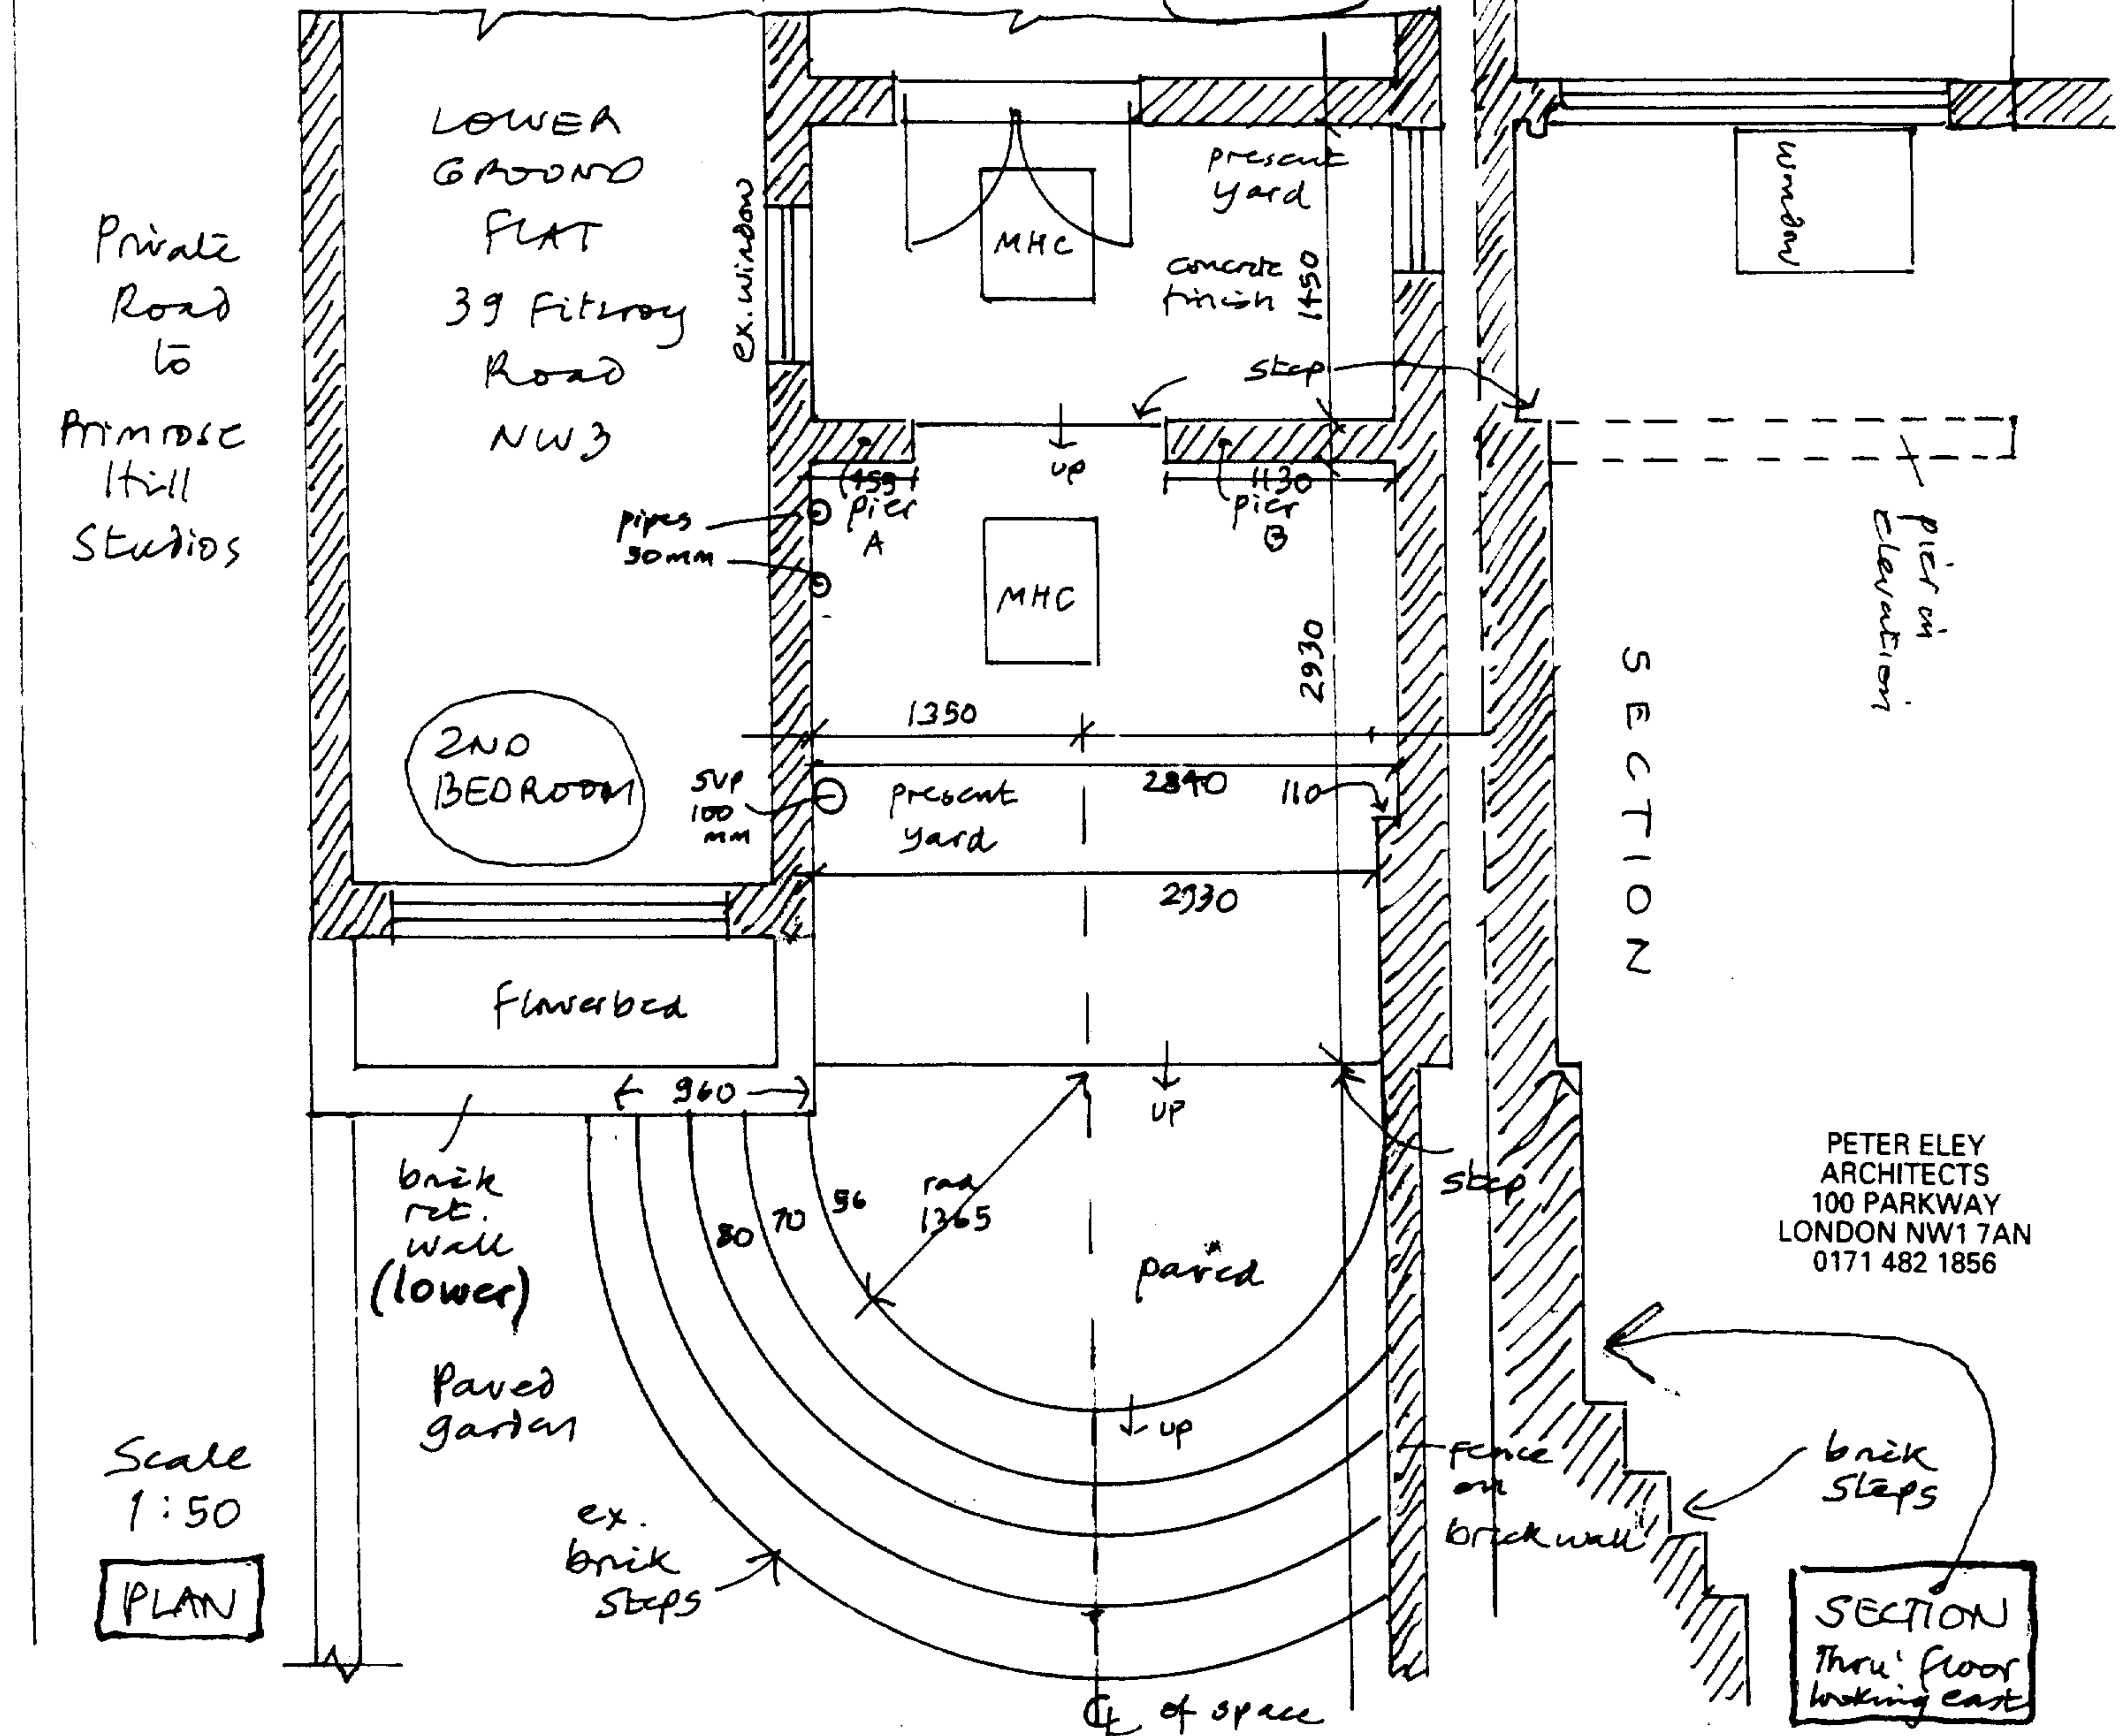 LOWER
GROUND
FLAT
39 Fitzroy
Road
NW3
Private
Road
to
Primrose
Hill
Studios
ex. window
MHC
present
yard
concrete
finish
1450
window
step
up
455
pier
A
1130
pier
B
pipes
50mm
MHC
2930
pier in
elevation
SECTION
1350
2ND
BEDROOM
SVP
100
mm
present
yard
2840
110
Flowerbed
960
up
step
brick
ret.
wall
(lower)
56
70
80
rad
1365
paved
PETER ELEY
ARCHITECTS
100 PARKWAY
LONDON NW1 7AN
0171 482 1856
Paved
garden
up
Fence
on
brick wall
brick
steps
Scale
1:50
PLAN
ex.
brick
steps
CL of space
SECTION
Thru' floor
looking east